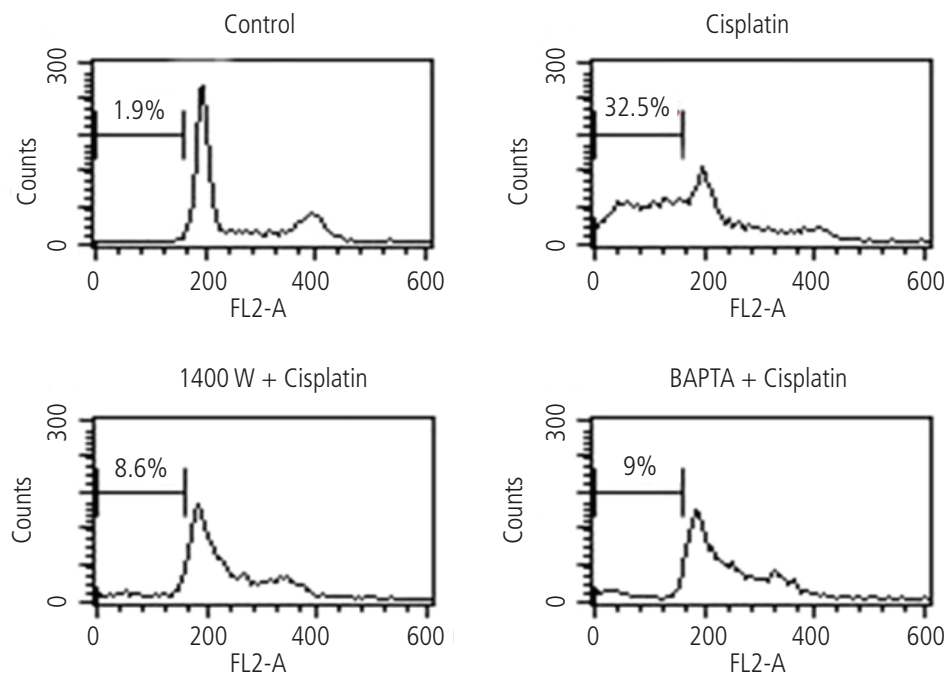 Control
300
1.9%
Counts
0
0 200 400 600
FL2-A
Cisplatin
300
32.5%
Counts
0
0 200 400 600
FL2-A
1400 W + Cisplatin
300
8.6%
Counts
0
0 200 400 600
FL2-A
BAPTA + Cisplatin
300
9%
Counts
0
0 200 400 600
FL2-A